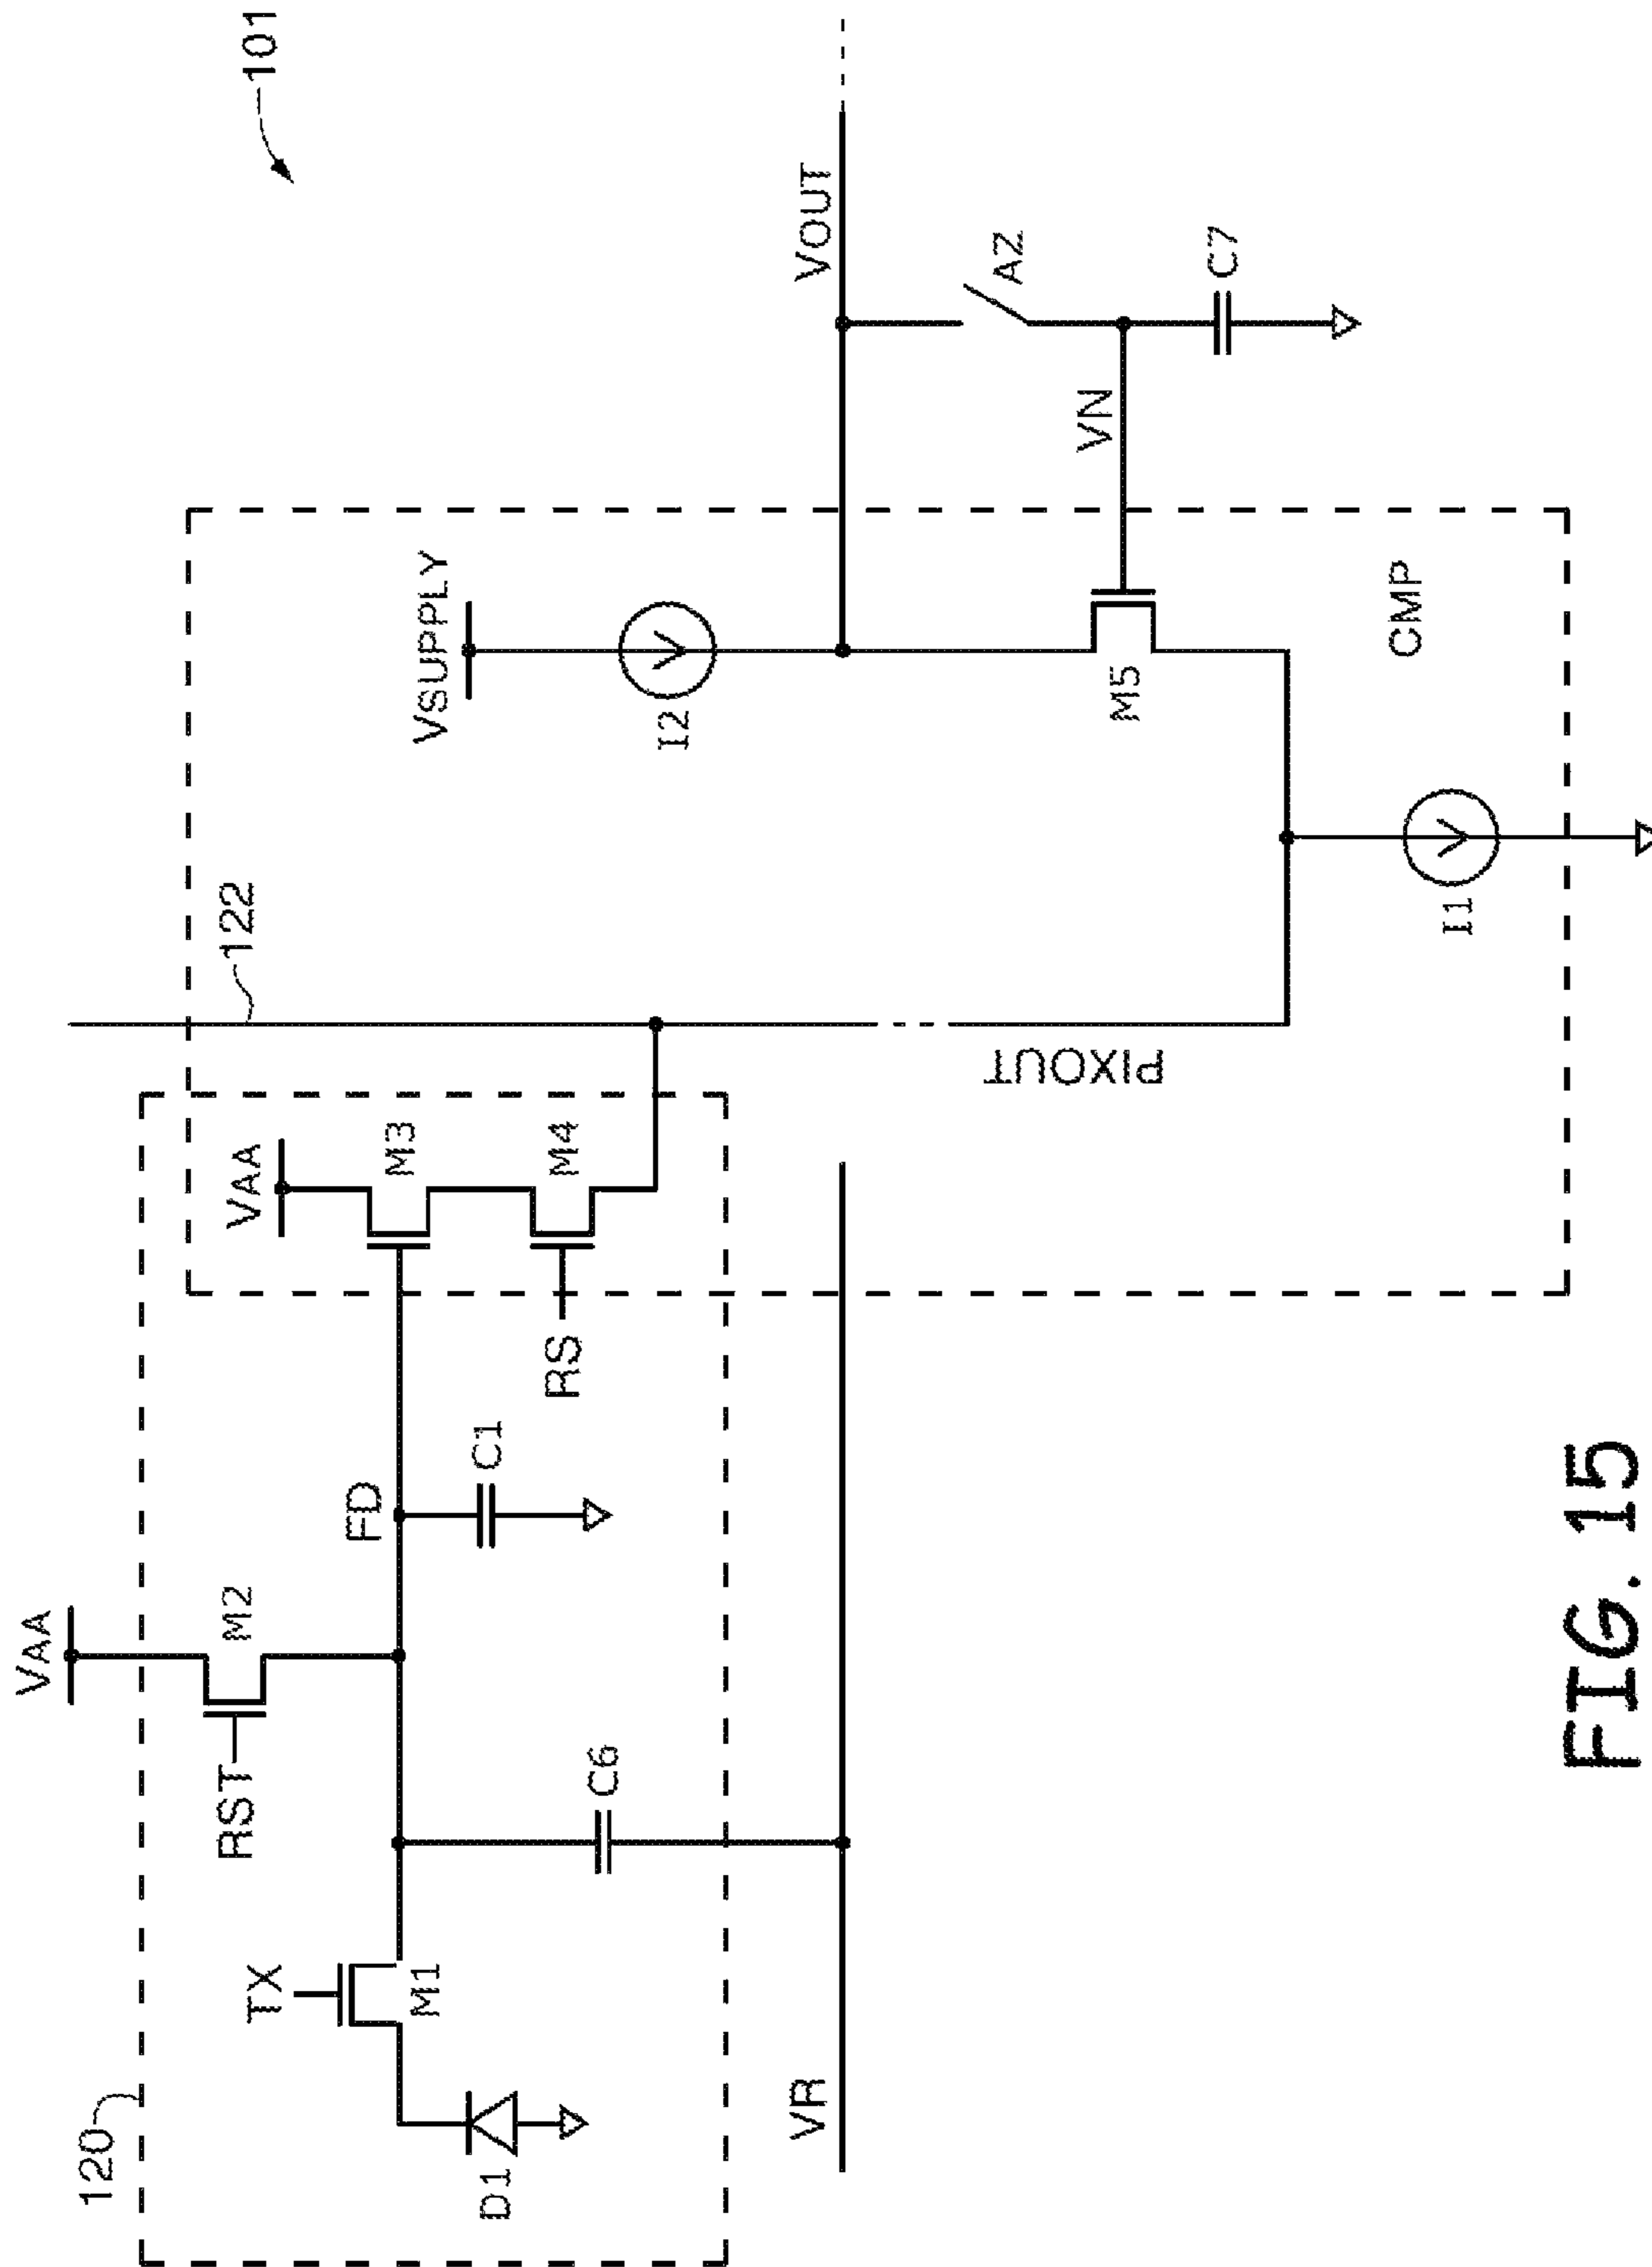 101
120
VAA
RST
M2
TX
M1
D1
C6
FD
C1
VAA
M3
M4
RS
VR
122
PIXOUT
VSUPPLY
I2
VOUT
AZ
VN
C7
M5
I1
CMP
FIG. 15